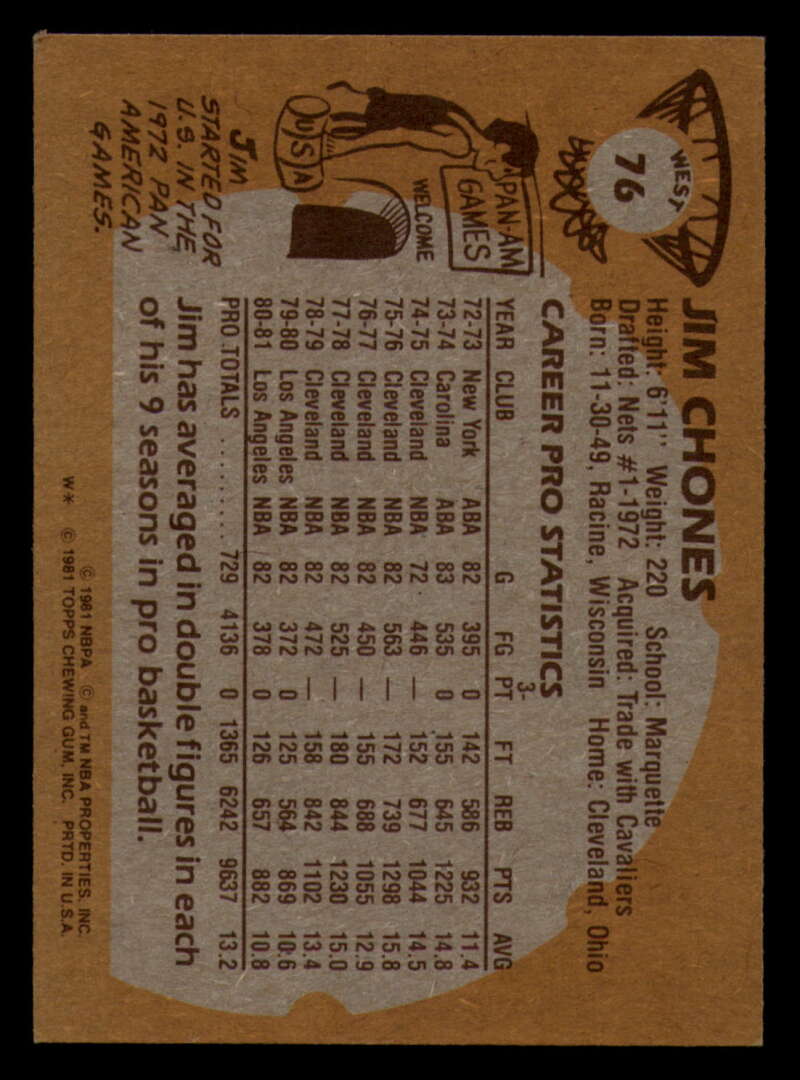 76
WEST
JIM CHONES
Height: 6'11" Weight: 220 School: Marquette
Drafted: Nets #1-1972 Acquired: Trade with Cavaliers
Born: 11-30-49, Racine, Wisconsin Home: Cleveland, Ohio
CAREER PRO STATISTICS
YEAR CLUB G FG 3-PT FT REB PTS AVG
72-73 New York ABA 82 395 0 142 586 932 11.4
73-74 Carolina ABA 83 535 0 155 645 1225 14.8
74-75 Cleveland NBA 72 446 — 152 677 1044 14.5
75-76 Cleveland NBA 82 563 — 172 739 1298 15.8
76-77 Cleveland NBA 82 450 — 155 688 1055 12.9
77-78 Cleveland NBA 82 525 — 180 844 1230 15.0
78-79 Cleveland NBA 82 472 — 158 842 1102 13.4
79-80 Los Angeles NBA 82 372 0 125 564 869 10.6
80-81 Los Angeles NBA 82 378 0 126 657 882 10.8
PRO TOTALS ......... 729 4136 0 1365 6242 9637 13.2
Jim has averaged in double figures in each
of his 9 seasons in pro basketball.
PAN-AM
GAMES
WELCOME
USA
JIM
STARTED FOR
U.S. IN THE
1972 PAN
AMERICAN
GAMES.
© 1981 NBPA © and TM NBA PROPERTIES, INC.
W* © 1981 TOPPS CHEWING GUM, INC. PRTD. IN U.S.A.